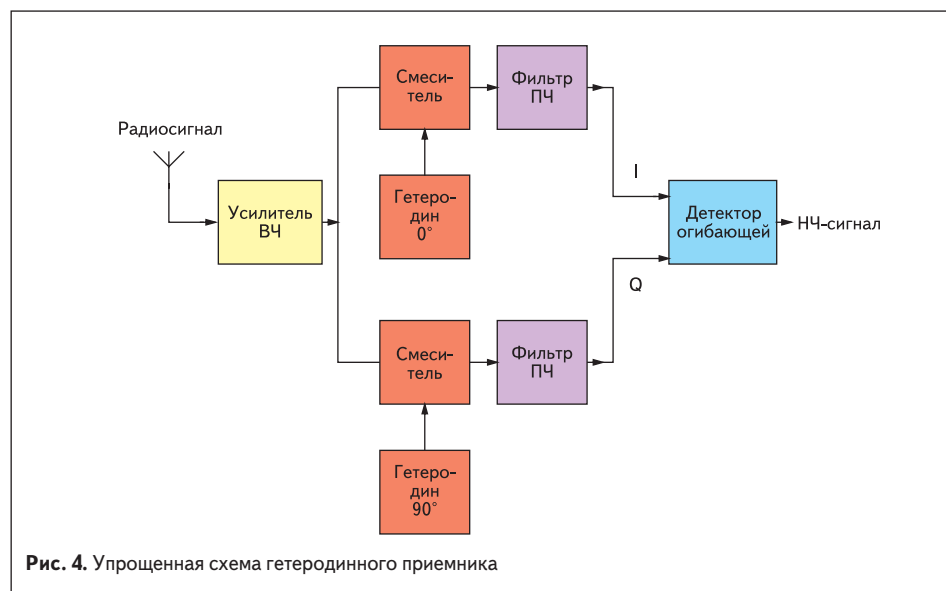 Радиосигнал
Усилитель
ВЧ
Смеси-
тель
Фильтр
ПЧ
Гетеро-
дин
0°
I
Детектор
огибающей
НЧ-сигнал
Q
Смеси-
тель
Фильтр
ПЧ
Гетеро-
дин
90°
Рис. 4. Упрощенная схема гетеродинного приемника